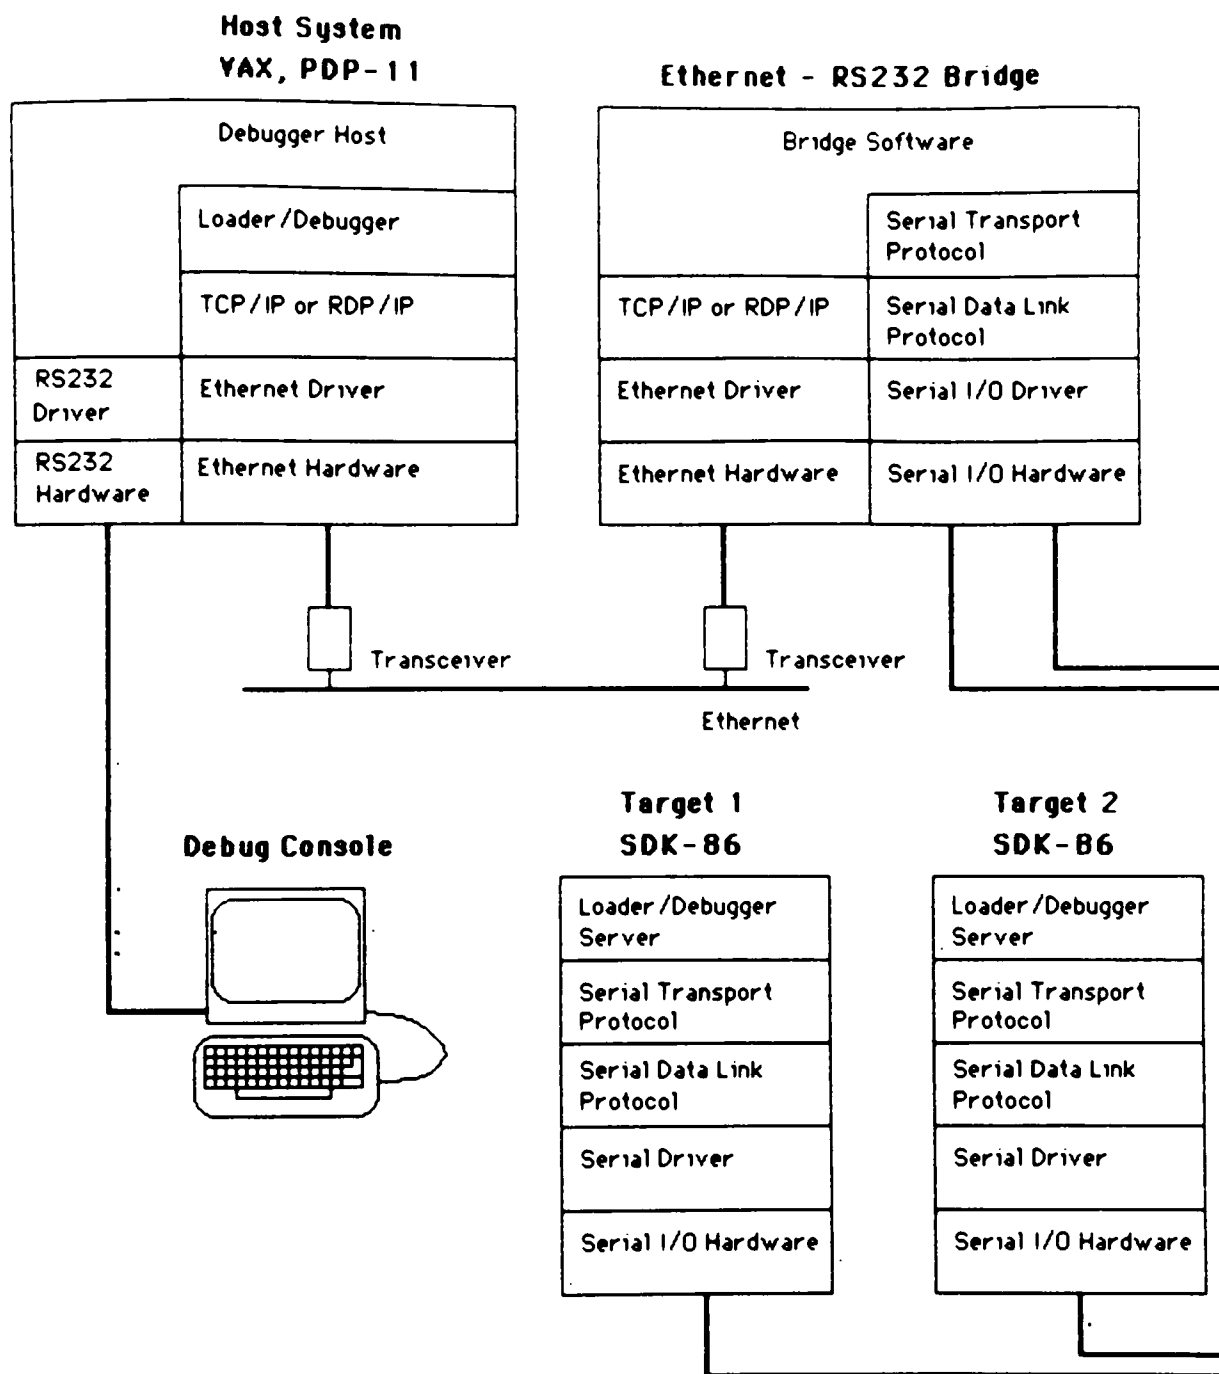 Host System
VAX, PDP-11
Debugger Host
Loader/Debugger
TCP/IP or RDP/IP
RS232
Driver
Ethernet Driver
RS232
Hardware
Ethernet Hardware
Ethernet - RS232 Bridge
Bridge Software
Serial Transport
Protocol
TCP/IP or RDP/IP
Serial Data Link
Protocol
Ethernet Driver
Serial I/O Driver
Ethernet Hardware
Serial I/O Hardware
Transceiver
Transceiver
Ethernet
Debug Console
Target 1
SDK-86
Loader/Debugger
Server
Serial Transport
Protocol
Serial Data Link
Protocol
Serial Driver
Serial I/O Hardware
Target 2
SDK-86
Loader/Debugger
Server
Serial Transport
Protocol
Serial Data Link
Protocol
Serial Driver
Serial I/O Hardware